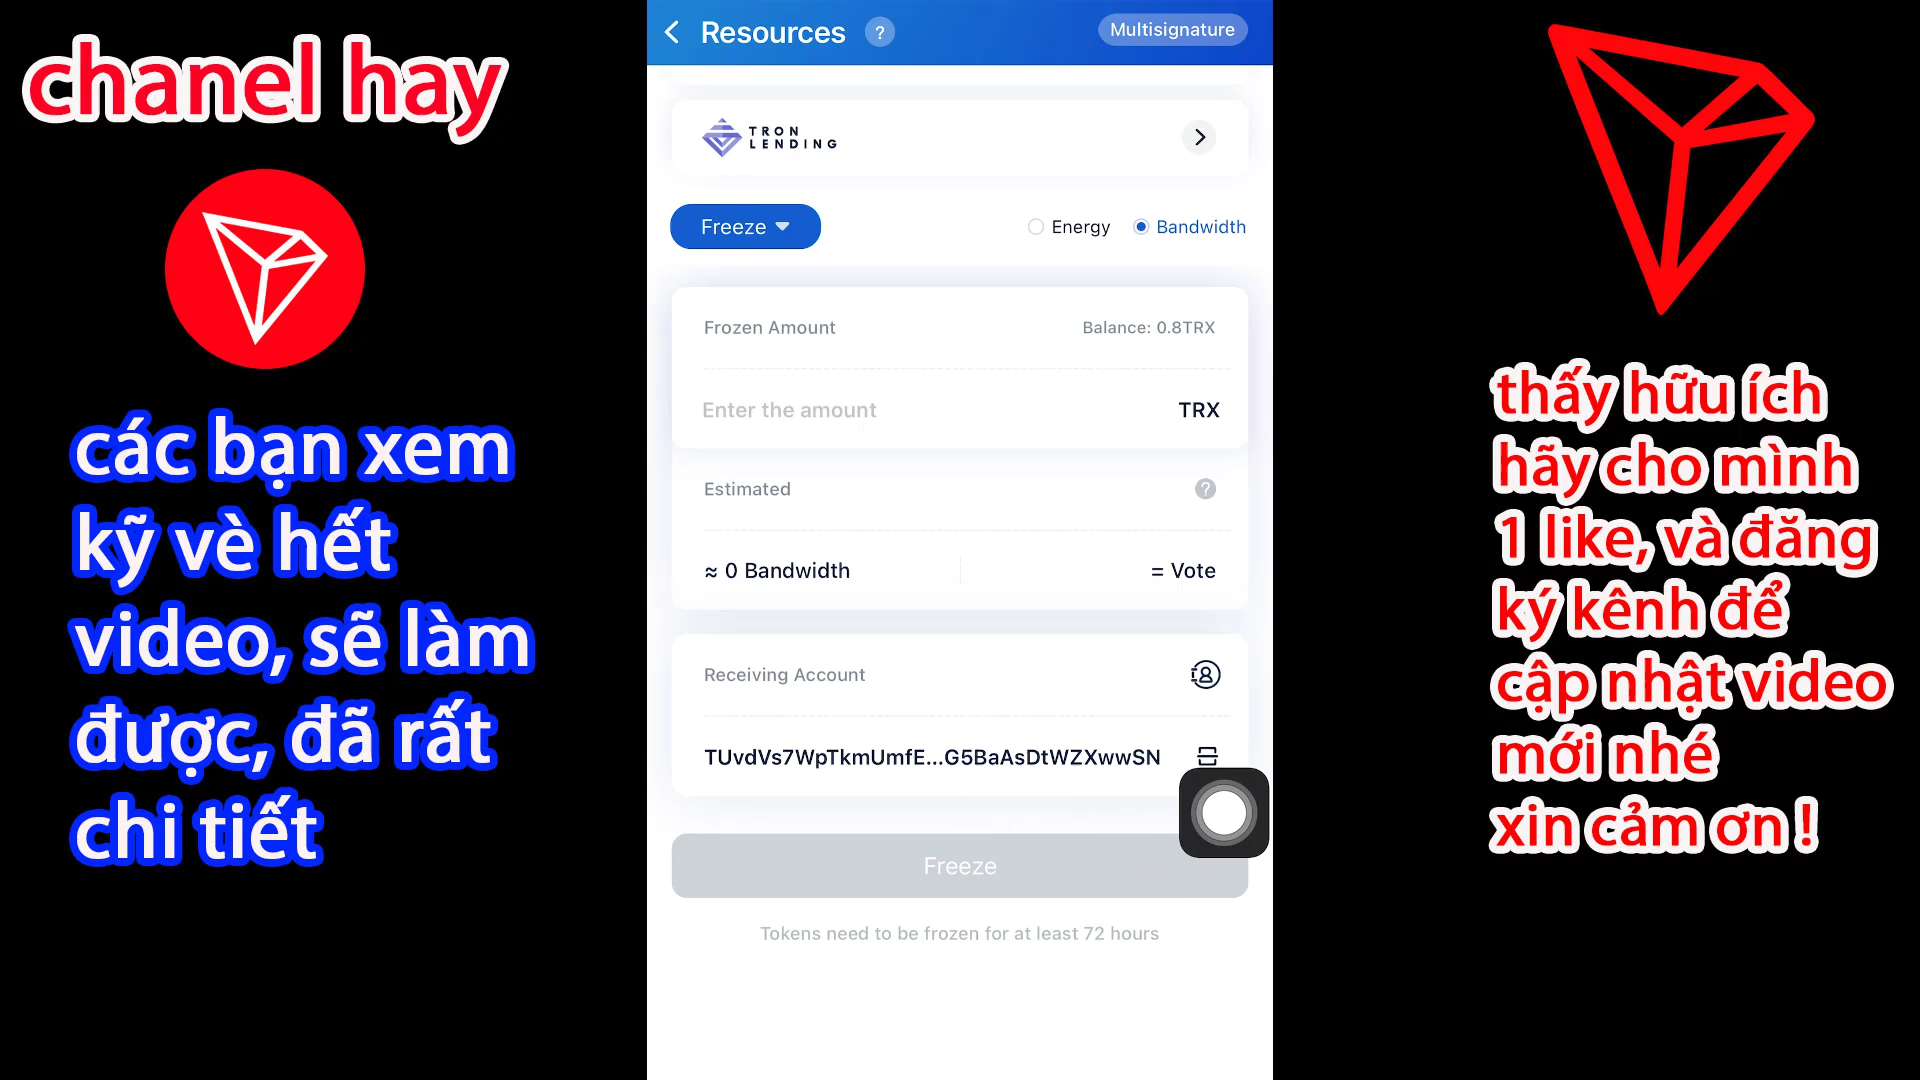 chanel hay
các bạn xem
kỹ vè hết
video, sẽ làm
được, đã rất
chi tiết
Resources ?
Multisignature
TRON
LENDING
Freeze
Energy
Bandwidth
Frozen Amount
Balance: 0.8TRX
Enter the amount
TRX
Estimated
?
≈ 0 Bandwidth
= Vote
Receiving Account
TUvdVs7WpTkmUmfE...G5BaAsDtWZXwwSN
Freeze
Tokens need to be frozen for at least 72 hours
thấy hữu ích
hãy cho mình
1 like, và đăng
ký kênh để
cập nhật video
mới nhé
xin cảm ơn !